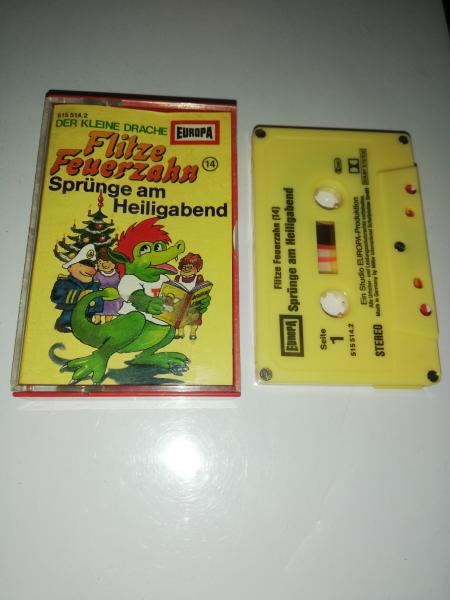 515 514.2
DER KLEINE DRACHE
EUROPA
Flitze
Feuerzahn
14
Sprünge am
Heiligabend
Flitze Feuerzahn (14)
Sprünge am Heiligabend
EUROPA
Seite
1
515 514.2
STEREO
Ein Studio EUROPA-Produktion